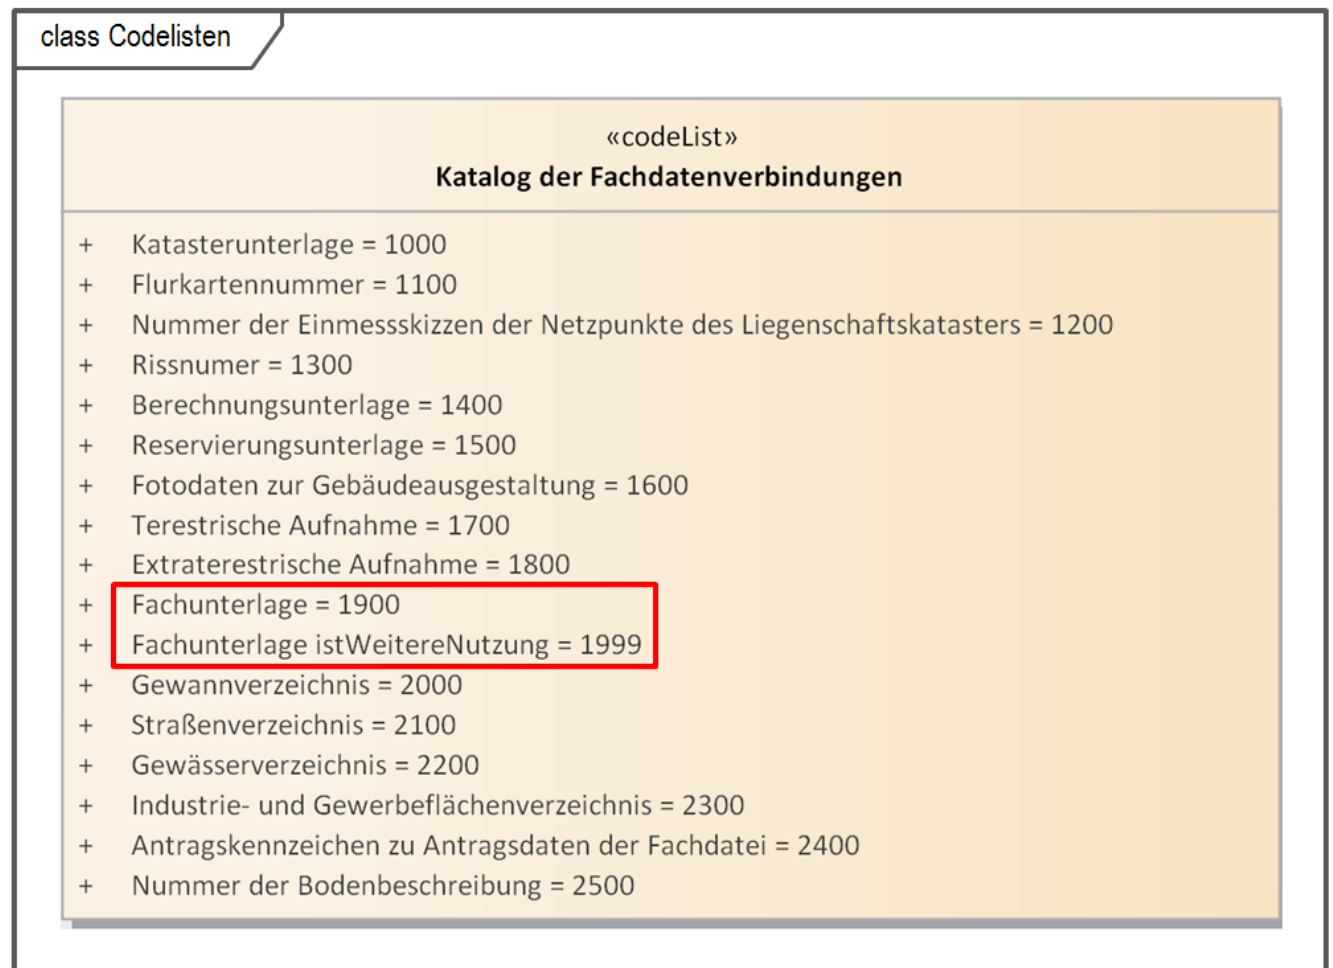 class Codelisten
«codeList»
Katalog der Fachdatenverbindungen
+ Katasterunterlage = 1000
+ Flurkartennummer = 1100
+ Nummer der Einmessskizzen der Netzpunkte des Liegenschaftskatasters = 1200
+ Rissnumer = 1300
+ Berechnungsunterlage = 1400
+ Reservierungsunterlage = 1500
+ Fotodaten zur Gebäudeausgestaltung = 1600
+ Terestrische Aufnahme = 1700
+ Extraterestrische Aufnahme = 1800
+ Fachunterlage = 1900
+ Fachunterlage istWeitereNutzung = 1999
+ Gewannverzeichnis = 2000
+ Straßenverzeichnis = 2100
+ Gewässerverzeichnis = 2200
+ Industrie- und Gewerbeflächenverzeichnis = 2300
+ Antragskennzeichen zu Antragsdaten der Fachdatei = 2400
+ Nummer der Bodenbeschreibung = 2500